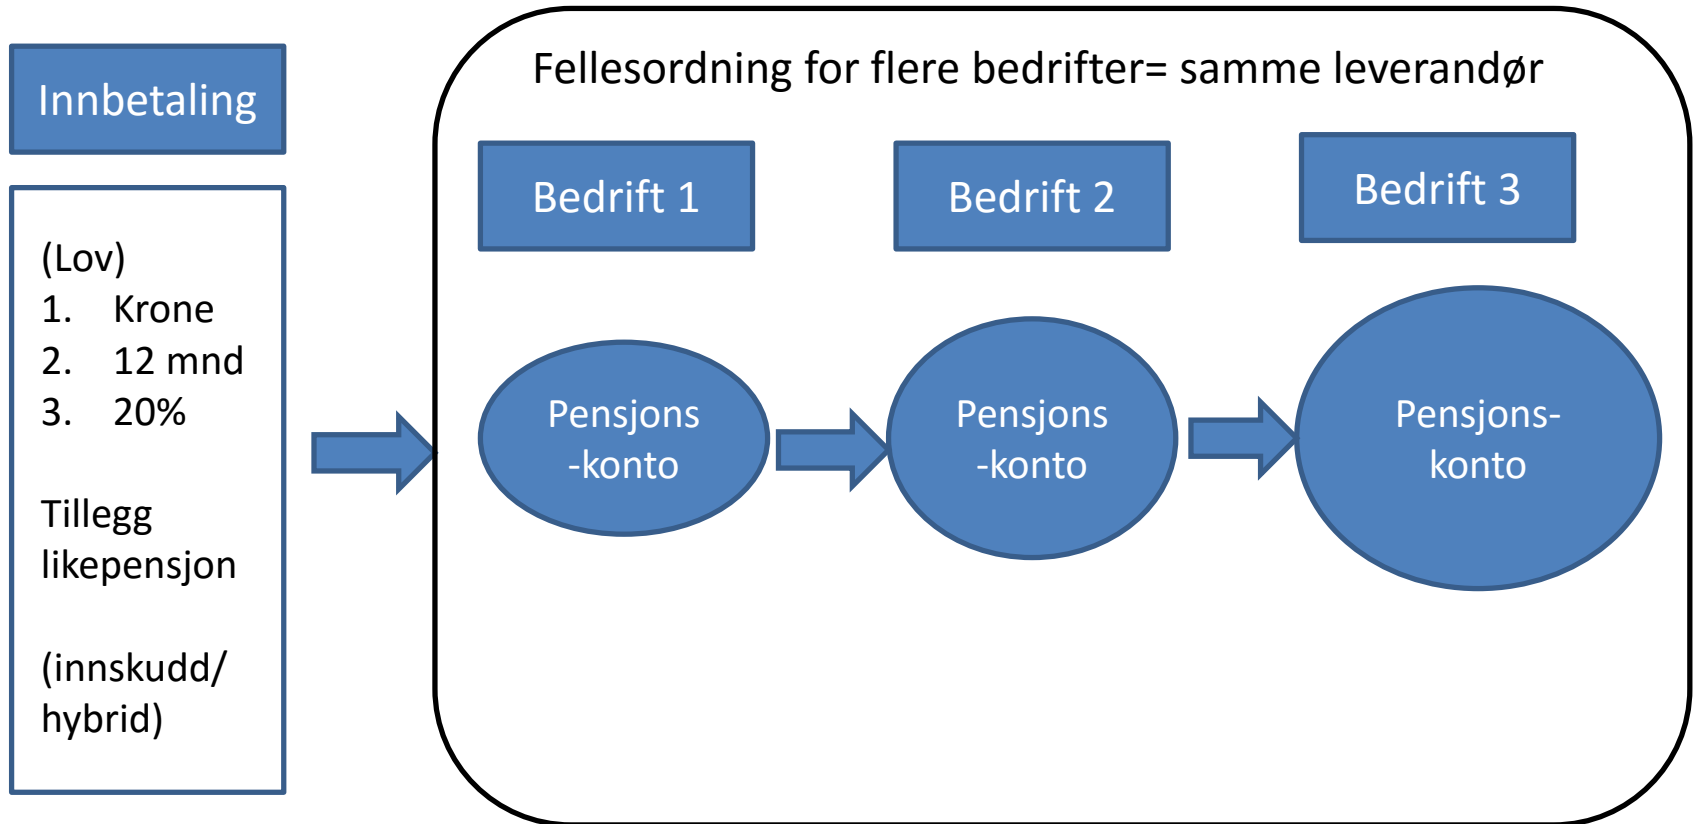 Innbetaling
(Lov)
1. Krone
2. 12 mnd
3. 20%
Tillegg
likepensjon
(innskudd/
hybrid)
Fellesordning for flere bedrifter= samme leverandør
Bedrift 1
Bedrift 2
Bedrift 3
Pensjons
-konto
Pensjons
-konto
Pensjons-
konto